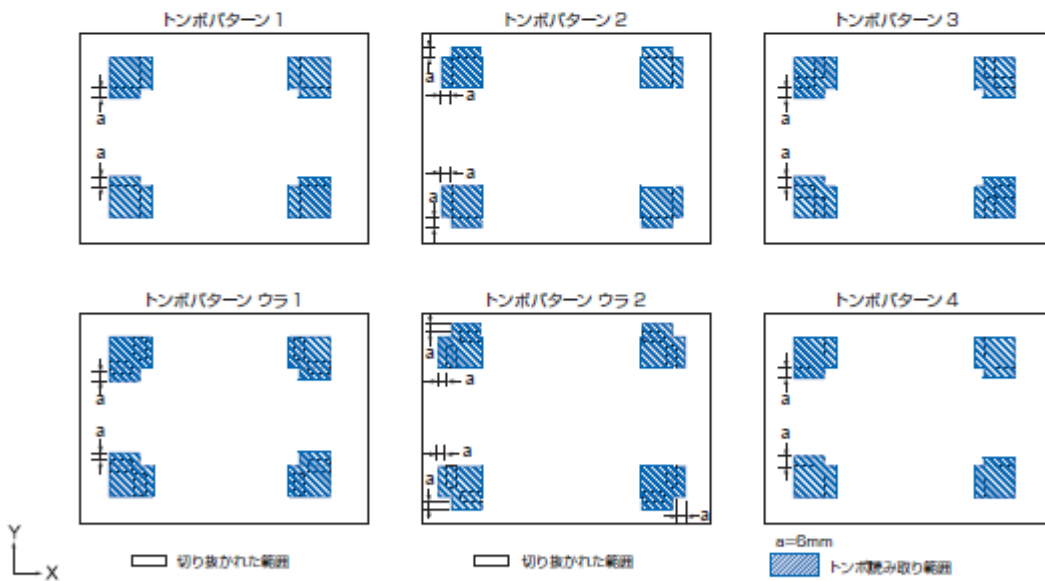 トンボパターン 1
トンボパターン 2
トンボパターン 3
a
a
a
a
a
a
a
a
トンボパターン ウラ 1
トンボパターン ウラ 2
トンボパターン 4
a
a
a
a
a
a
a
a
a
Y
X
切り抜かれた範囲
切り抜かれた範囲
a=6mm
トンボ読み取り範囲